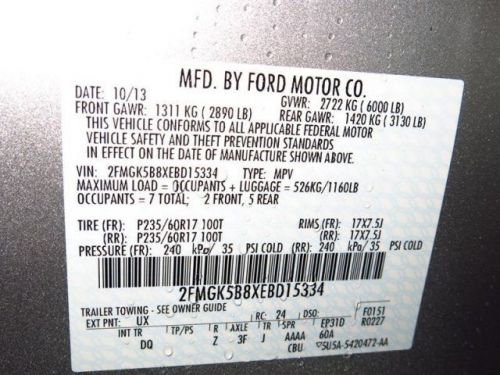 MFD. BY FORD MOTOR CO.
DATE: 10/13 GVWR: 2722 KG ( 6000 LB)
FRONT GAWR: 1311 KG ( 2890 LB) REAR GAWR: 1420 KG ( 3130 LB)
THIS VEHICLE CONFORMS TO ALL APPLICABLE FEDERAL MOTOR
VEHICLE SAFETY AND THEFT PREVENTION STANDARDS
IN EFFECT ON THE DATE OF MANUFACTURE SHOWN ABOVE
VIN: 2FMGK5B8XEBD15334 TYPE: MPV
MAXIMUM LOAD = OCCUPANTS + LUGGAGE = 526KG/1160LB
OCCUPANTS = 7 TOTAL; 2 FRONT, 5 REAR
TIRE (FR): P235/60R17 100T RIMS (FR): 17X7.5J
(RR): P235/60R17 100T (RR): 17X7.5J
PRESSURE (FR): 240 kPa/ 35 PSI COLD (RR): 240 kPa/ 35 PSI COLD
2FMGK5B8XEBD15334
TRAILER TOWING - SEE OWNER GUIDE F0151
EXT PNT: UX RC: 24 DSO: R0227
INT TR TP/PS R AXLE TR SPR EP31D
DQ Z 3F J AAAA 60A
CBU 5U5A-5420472-AA